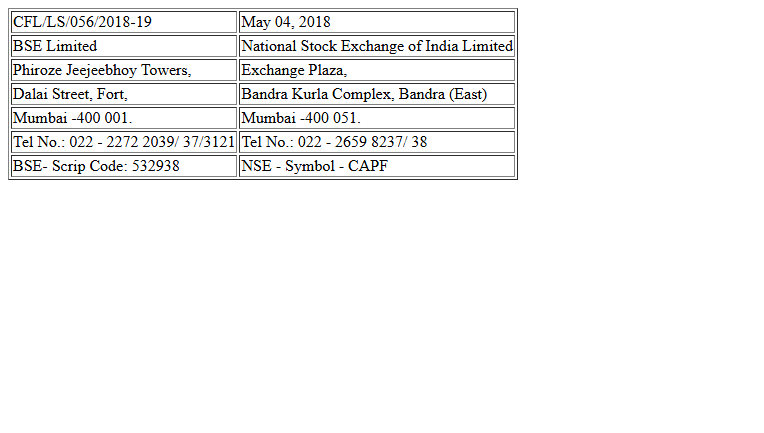 CFL/LS/056/2018-19 May 04, 2018
BSE Limited National Stock Exchange of India Limited
Phiroze Jeejeebhoy Towers, Exchange Plaza,
Dalai Street, Fort, Bandra Kurla Complex, Bandra (East)
Mumbai -400 001. Mumbai -400 051.
Tel No.: 022 - 2272 2039/ 37/3121 Tel No.: 022 - 2659 8237/ 38
BSE- Scrip Code: 532938 NSE - Symbol - CAPF